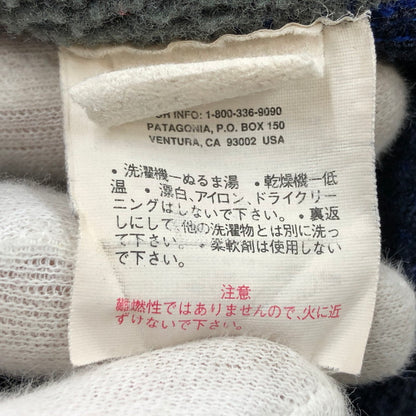 FOR INFO: 1-800-336-9090
PATAGONIA, P.O. BOX 150
VENTURA, CA 93002 USA
・洗濯機ーぬるま湯 ・乾燥機ー低
温 ・漂白、アイロン、ドライクリー
ニングはしないで下さい。 ・裏返
しにして、他の洗濯物とは別に洗っ
て下さい。 ・柔軟剤は使用しない
で下さい。
注意
難燃性ではありませんので、火に近
ずけないで下さい。